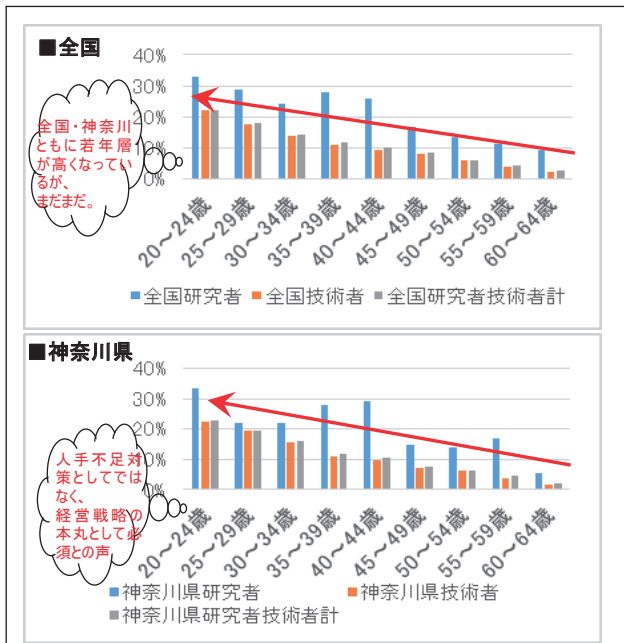 ■全国
40%
30%
20%
10%
0%
全国・神奈川
ともに若年層
が高くなってい
るが、
まだまだ。
20～24歳
25～29歳
30～34歳
35～39歳
40～44歳
45～49歳
50～54歳
55～59歳
60～64歳
■全国研究者 ■全国技術者 ■全国研究者技術者計
■神奈川県
40%
30%
20%
10%
0%
人手不足対
策としてでは
なく、
経営戦略の
本丸として必
須との声
20～24歳
25～29歳
30～34歳
35～39歳
40～44歳
45～49歳
50～54歳
55～59歳
60～64歳
■神奈川県研究者 ■神奈川県技術者
■神奈川県研究者技術者計